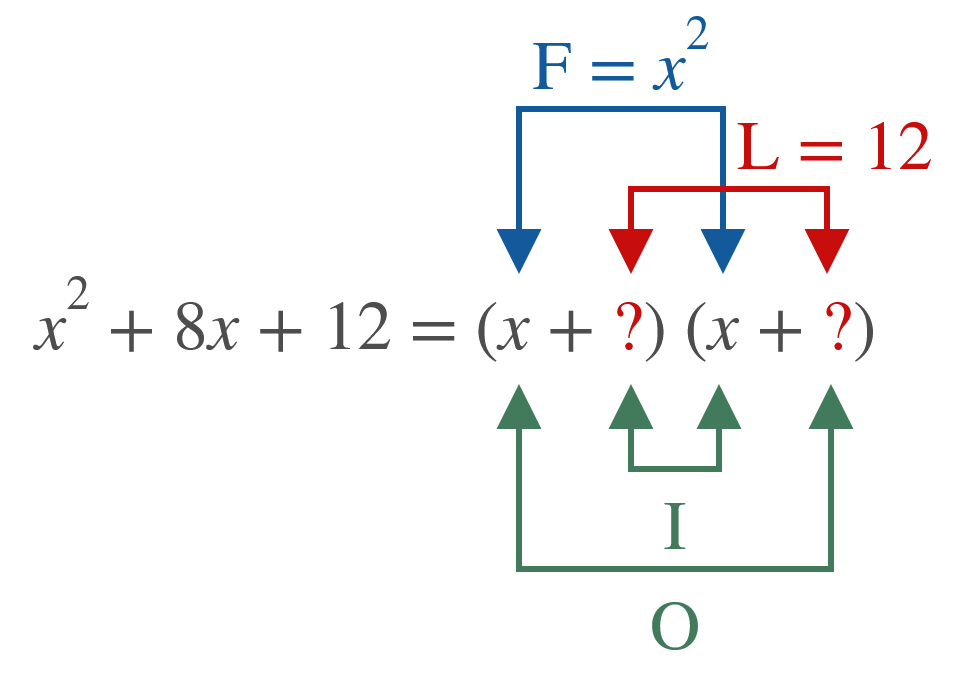 F = x²
L = 12
x² + 8x + 12 = (x + ?) (x + ?)
I
O